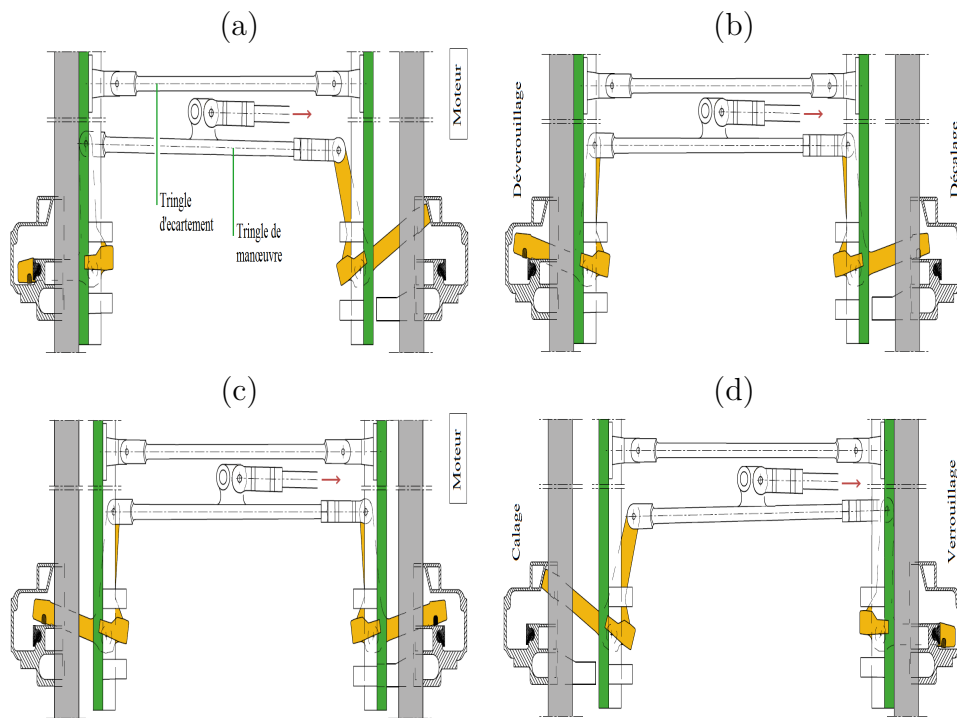 (a)
(b)
Moteur
Déverouillage
Décalage
Tringle
d'ecartement
Tringle de
manœuvre
(c)
(d)
Moteur
Calage
Verrouillage